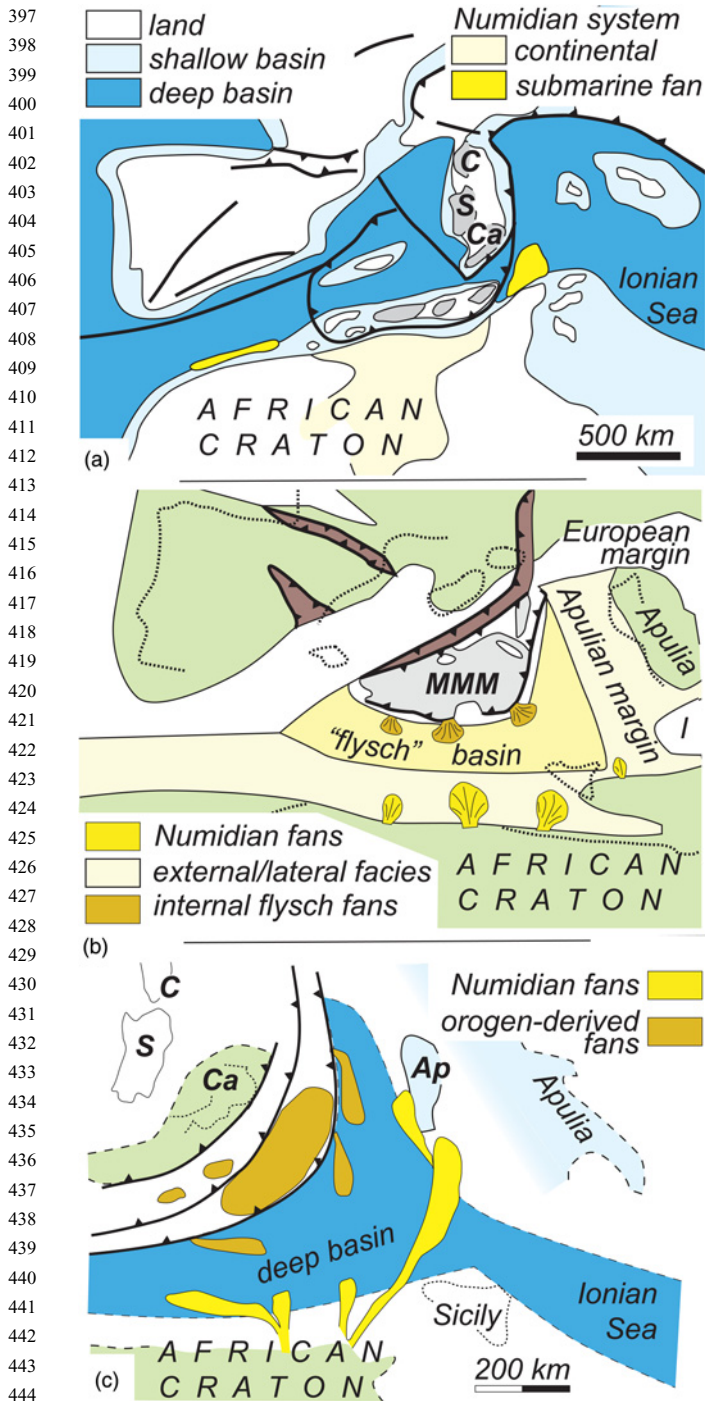 397
398
399
400
401
402
403
404
405
406
407
408
409
410
411
412
413
414
415
416
417
418
419
420
421
422
423
424
425
426
427
428
429
430
431
432
433
434
435
436
437
438
439
440
441
442
443
444
land
shallow basin
deep basin
Numidian system
continental
submarine fan
C
S
Ca
Ionian
Sea
AFRICAN
CRATON
500 km
(a)
European
margin
Apulia
Apulian margin
MMM
I
"flysch" basin
Numidian fans
external/lateral facies
internal flysch fans
AFRICAN
CRATON
(b)
C
S
Ca
Numidian fans
orogen-derived
fans
Ap
Apulia
deep basin
Ionian
Sea
Sicily
AFRICAN
CRATON
200 km
(c)